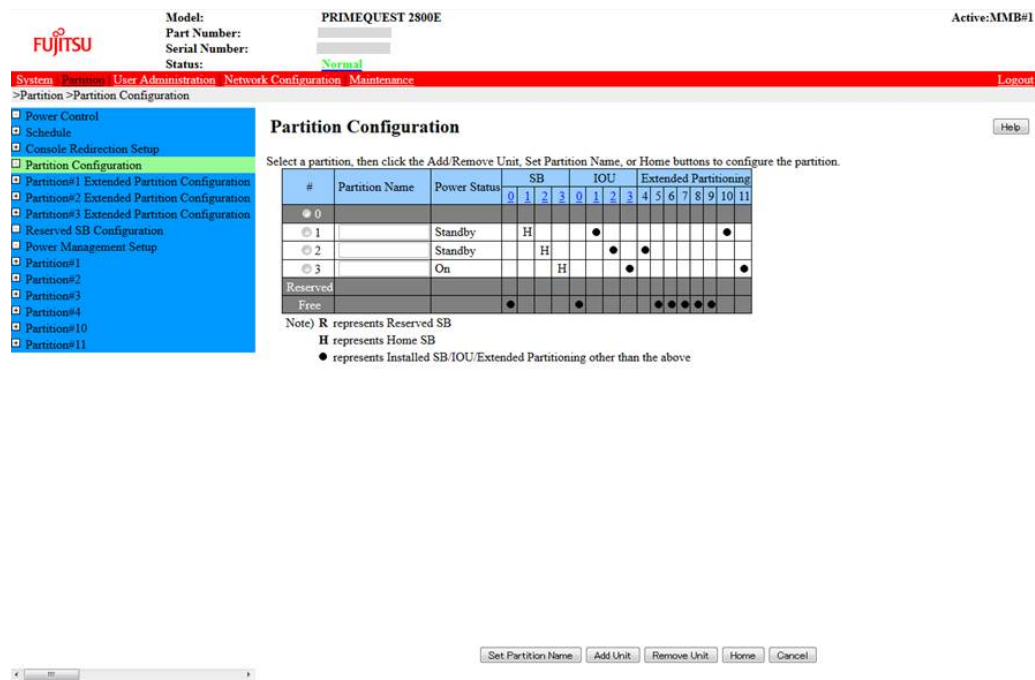 FUJITSU
Model: PRIMEQUEST 2800E
Part Number:
Serial Number:
Status: Normal
Active:MMB#1
System Partition User Administration Network Configuration Maintenance Logout
>Partition >Partition Configuration
Power Control
Schedule
Console Redirection Setup
Partition Configuration
Partition#1 Extended Partition Configuration
Partition#2 Extended Partition Configuration
Partition#3 Extended Partition Configuration
Reserved SB Configuration
Power Management Setup
Partition#1
Partition#2
Partition#3
Partition#4
Partition#10
Partition#11
Partition Configuration
Help
Select a partition, then click the Add/Remove Unit, Set Partition Name, or Home buttons to configure the partition.
# Partition Name Power Status SB IOU Extended Partitioning
0 1 2 3 0 1 2 3 4 5 6 7 8 9 10 11
0
1 Standby H ● ●
2 Standby H ● ●
3 On H ● ●
Reserved
Free ● ● ● ● ● ● ●
Note) R represents Reserved SB
H represents Home SB
● represents Installed SB/IOU/Extended Partitioning other than the above
Set Partition Name Add Unit Remove Unit Home Cancel